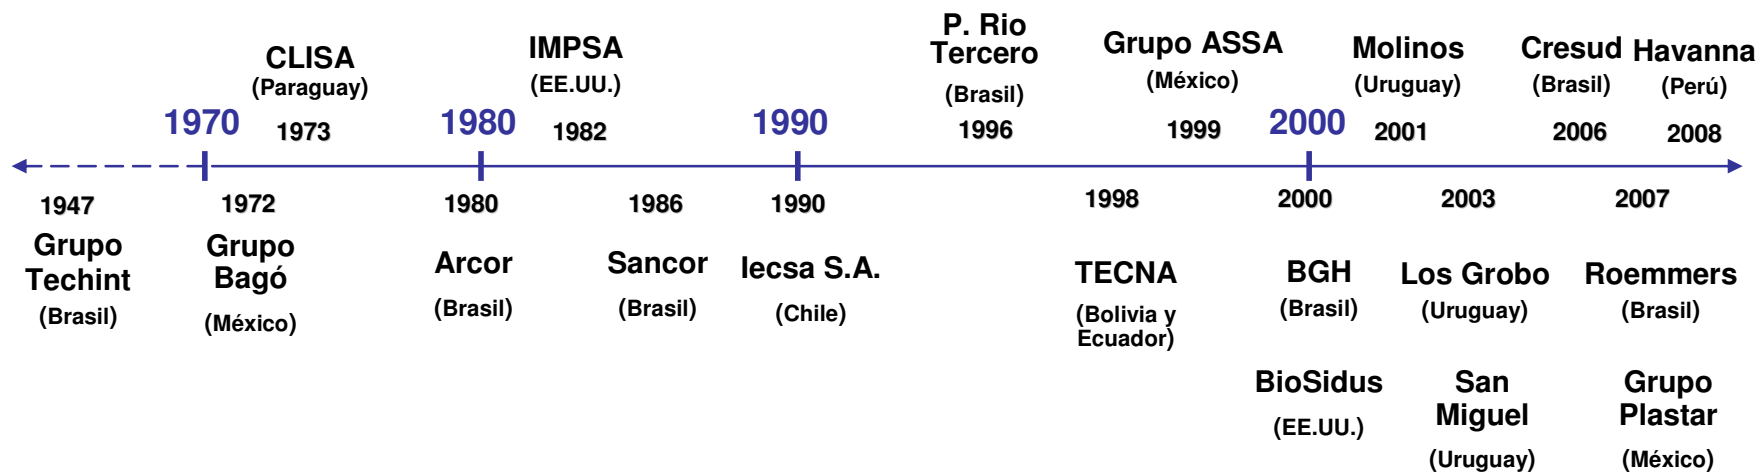 CLISA
(Paraguay)
1973
IMPSA
(EE.UU.)
1982
P. Rio
Tercero
(Brasil)
1996
Grupo ASSA
(México)
1999
Molinos
(Uruguay)
2001
Cresud
(Brasil)
2006
Havanna
(Perú)
2008
1970
1980
1990
2000
1947
Grupo
Techint
(Brasil)
1972
Grupo
Bagó
(México)
1980
Arcor
(Brasil)
1986
Sancor
(Brasil)
1990
Iecsa S.A.
(Chile)
1998
TECNA
(Bolivia y
Ecuador)
2000
BGH
(Brasil)
BioSidus
(EE.UU.)
2003
Los Grobo
(Uruguay)
San
Miguel
(Uruguay)
2007
Roemmers
(Brasil)
Grupo
Plastar
(México)